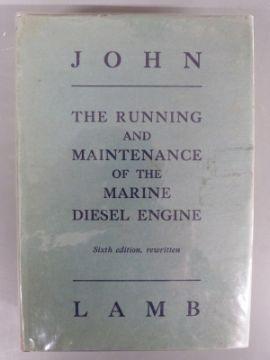 JOHN
THE RUNNING
AND
MAINTENANCE
OF THE
MARINE
DIESEL ENGINE
Sixth edition, rewritten
LAMB